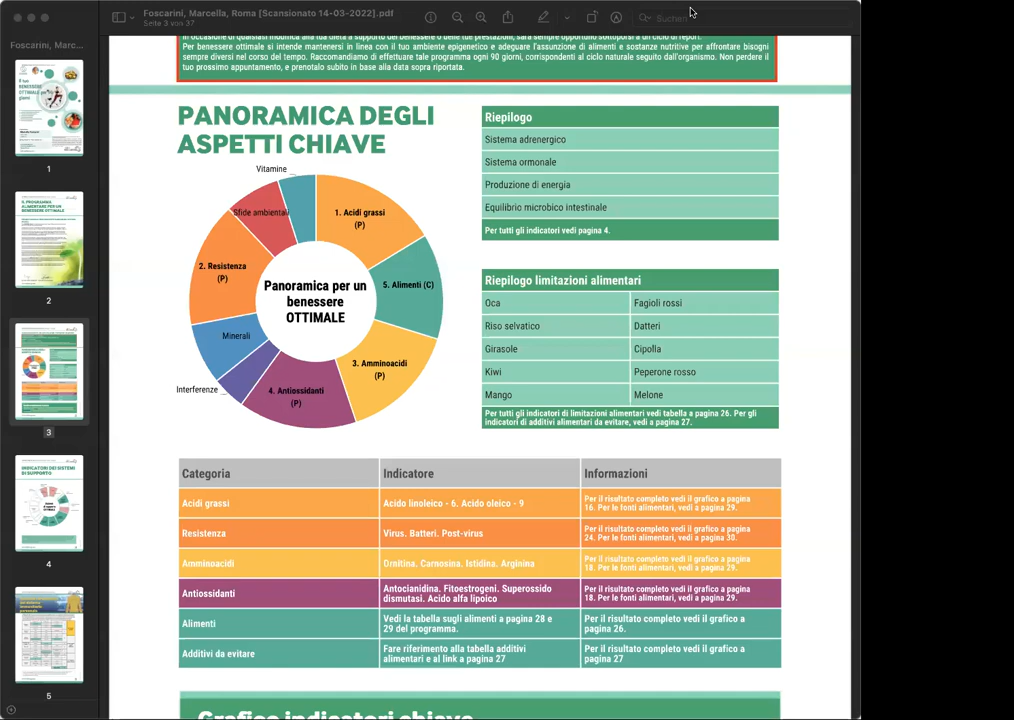 Foscarini, Marcella, Roma [Scansionato 14-03-2022].pdf
Seite 3 von 37
Suchen
Foscarini, Marc...
1
2
3
4
5
in occasione di qualsiasi modifica alla tua dieta a supporto del benessere o delle tue prestazioni, sarà sempre opportuno sottoporsi a un ciclo di report.
Per benessere ottimale si intende mantenersi in linea con il tuo ambiente epigenetico e adeguare l'assunzione di alimenti e sostanze nutritive per affrontare bisogni
sempre diversi nel corso del tempo. Raccomandiamo di effettuare tale programma ogni 90 giorni, corrispondenti al ciclo naturale seguito dall'organismo. Non perdere il
tuo prossimo appuntamento, e prenotalo subito in base alla data sopra riportata.
PANORAMICA DEGLI
ASPETTI CHIAVE
Vitamine
Sfide ambientali
1. Acidi grassi
(P)
2. Resistenza
(P)
5. Alimenti (C)
Panoramica per un
benessere
OTTIMALE
Minerali
3. Amminoacidi
(P)
Interferenze
4. Antiossidanti
(P)
Riepilogo
Sistema adrenergico
Sistema ormonale
Produzione di energia
Equilibrio microbico intestinale
Per tutti gli indicatori vedi pagina 4.
Riepilogo limitazioni alimentari
Oca Fagioli rossi
Riso selvatico Datteri
Girasole Cipolla
Kiwi Peperone rosso
Mango Melone
Per tutti gli indicatori di limitazioni alimentari vedi tabella a pagina 26. Per gli
indicatori di additivi alimentari da evitare, vedi a pagina 27.
Categoria Indicatore Informazioni
Acidi grassi Acido linoleico - 6. Acido oleico - 9 Per il risultato completo vedi il grafico a pagina
16. Per le fonti alimentari, vedi a pagina 29.
Resistenza Virus. Batteri. Post-virus Per il risultato completo vedi il grafico a pagina
24. Per le fonti alimentari, vedi a pagina 30.
Amminoacidi Ornitina. Carnosina. Istidina. Arginina Per il risultato completo vedi il grafico a pagina
18. Per le fonti alimentari, vedi a pagina 29.
Antiossidanti Antocianidina. Fitoestrogeni. Superossido
dismutasi. Acido alfa lipoico Per il risultato completo vedi il grafico a pagina
18. Per le fonti alimentari, vedi a pagina 29.
Alimenti Vedi la tabella sugli alimenti a pagina 28 e
29 del programma. Per il risultato completo vedi il grafico a
pagina 26.
Additivi da evitare Fare riferimento alla tabella additivi
alimentari e al link a pagina 27 Per il risultato completo vedi il grafico a
pagina 27
Grafico indicatori chiave